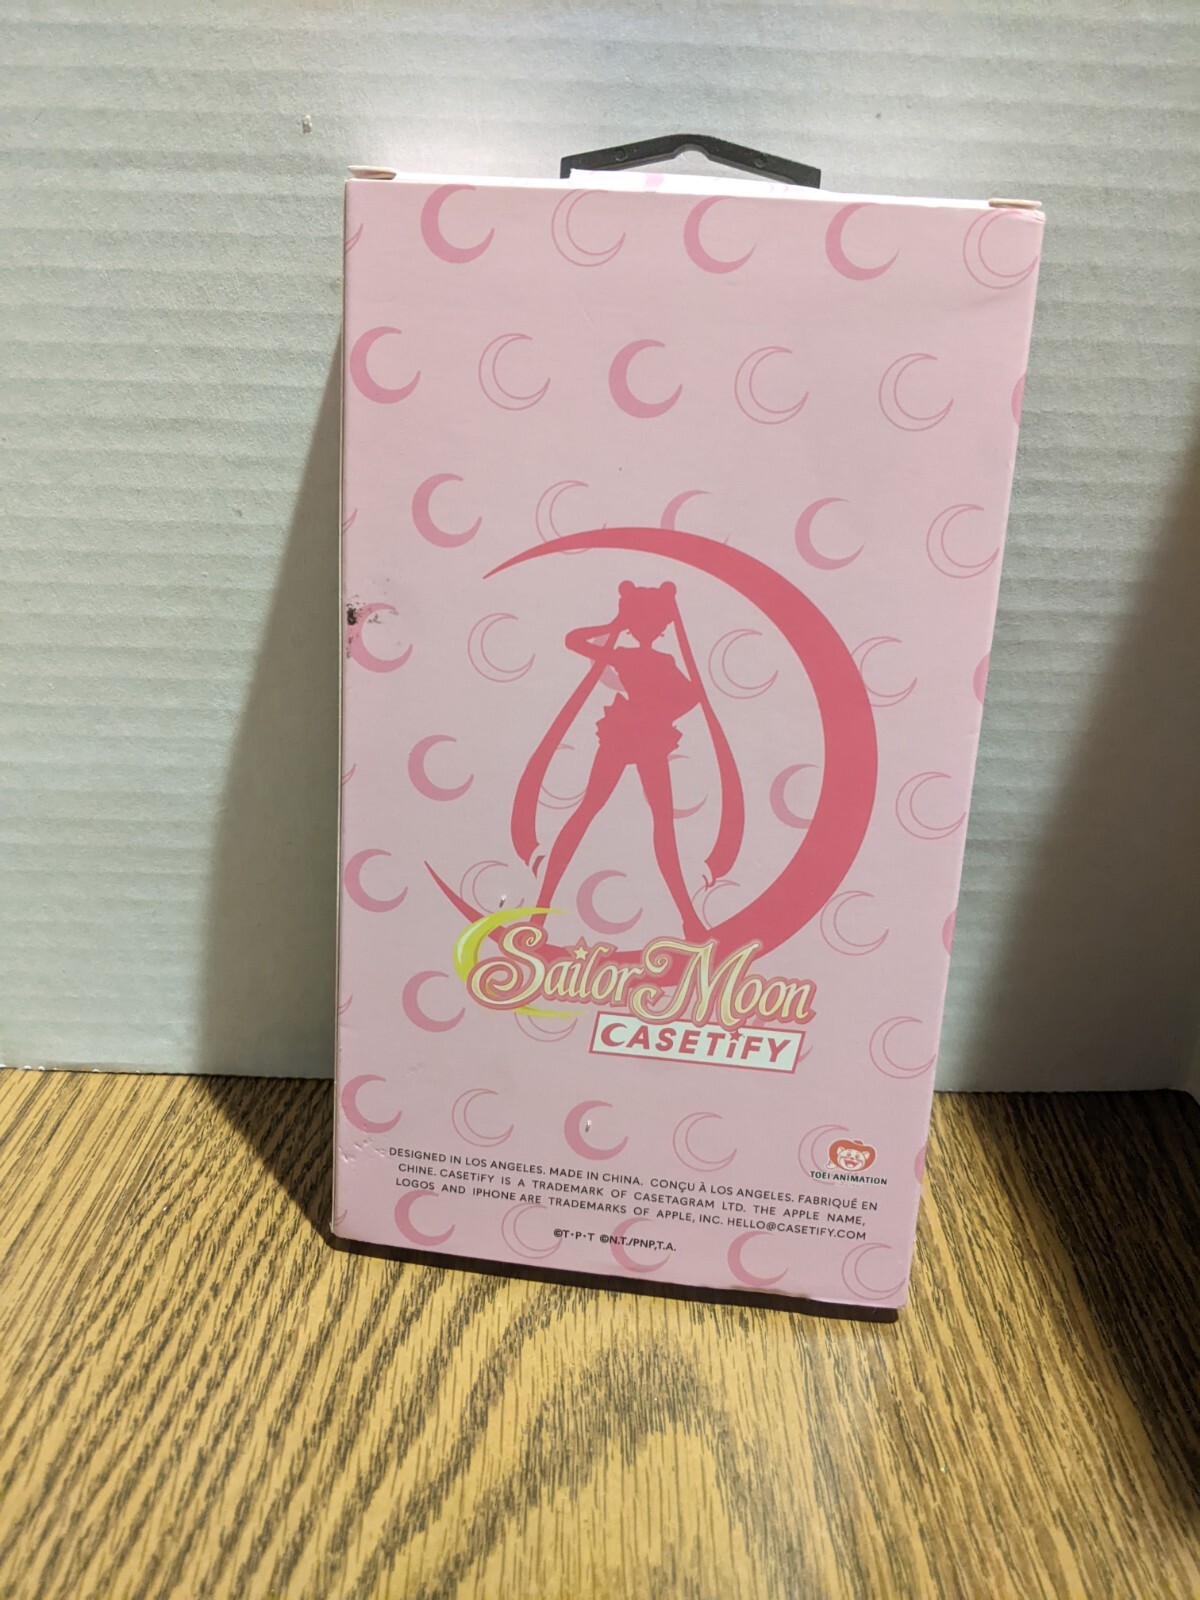 Sailor Moon
CASETiFY
TOEI ANIMATION
DESIGNED IN LOS ANGELES. MADE IN CHINA. CONÇU À LOS ANGELES. FABRIQUÉ EN
CHINE. CASETiFY IS A TRADEMARK OF CASETAGRAM LTD. THE APPLE NAME,
LOGOS AND IPHONE ARE TRADEMARKS OF APPLE, INC. HELLO@CASETIFY.COM
©T・P・T ©N.T./PNP,T.A.